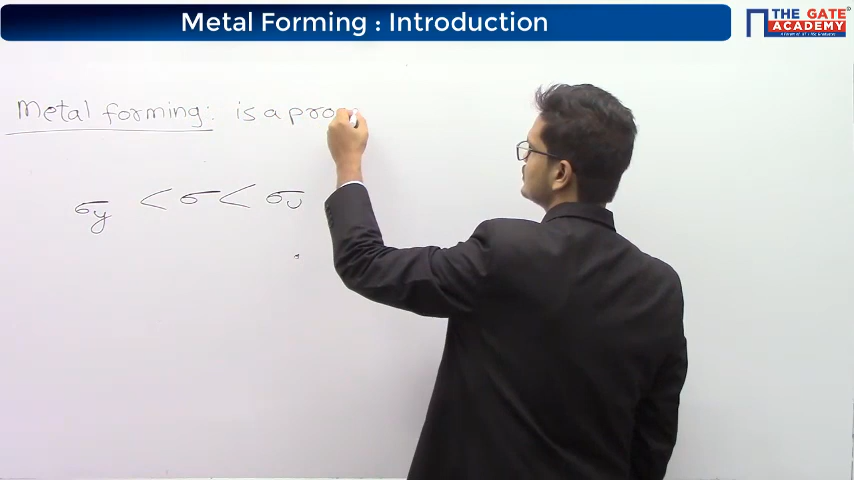 Metal Forming : Introduction
THE GATE
ACADEMY
Metal forming: is a pro
σy < σ < σu